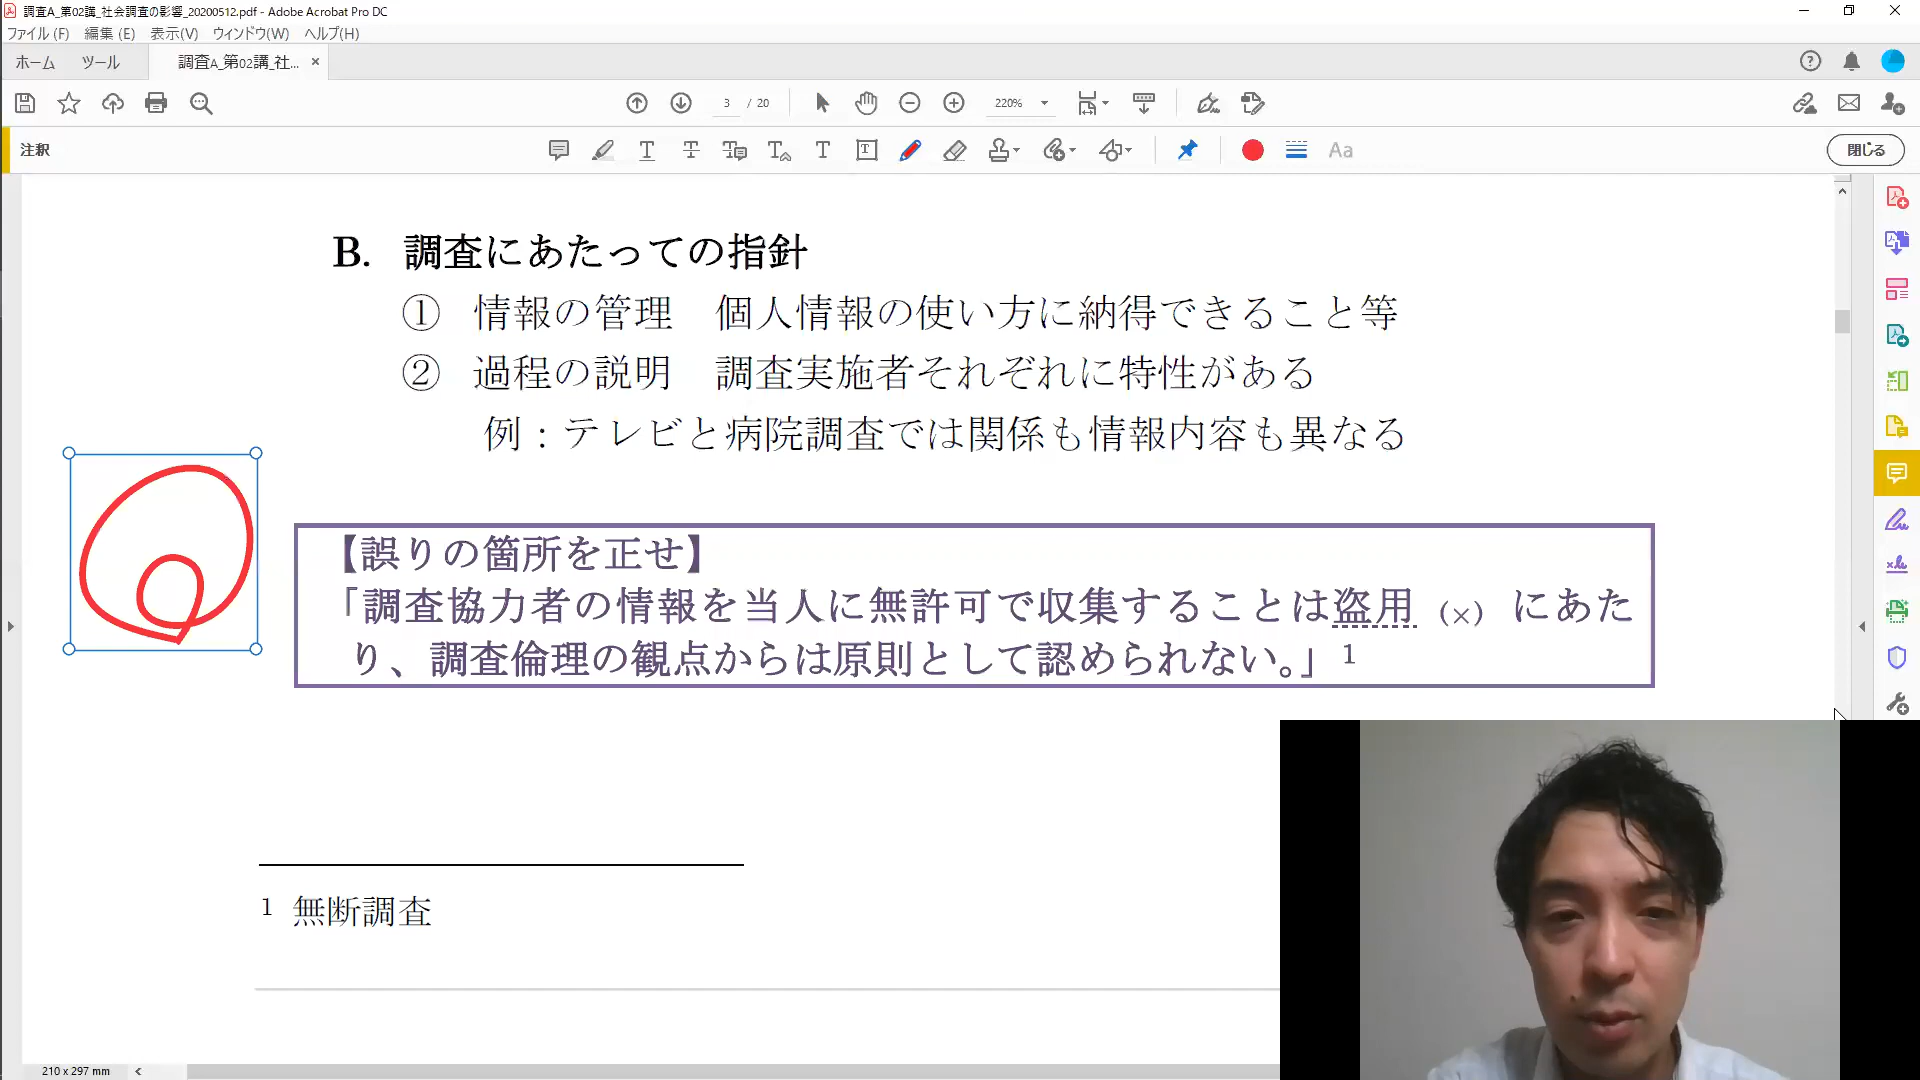 調査A_第02講_社会調査の影響_20200512.pdf - Adobe Acrobat Pro DC
ファイル (F) 編集 (E) 表示(V) ウィンドウ(W) ヘルプ(H)
ホーム ツール 調査A_第02講_社... ×
3 / 20 220%
注釈 Aa 閉じる
B. 調査にあたっての指針
① 情報の管理 個人情報の使い方に納得できること等
② 過程の説明 調査実施者それぞれに特性がある
例：テレビと病院調査では関係も情報内容も異なる
【誤りの箇所を正せ】
「調査協力者の情報を当人に無許可で収集することは盗用（×）にあた
り、調査倫理の観点からは原則として認められない。」1
1 無断調査
210 x 297 mm